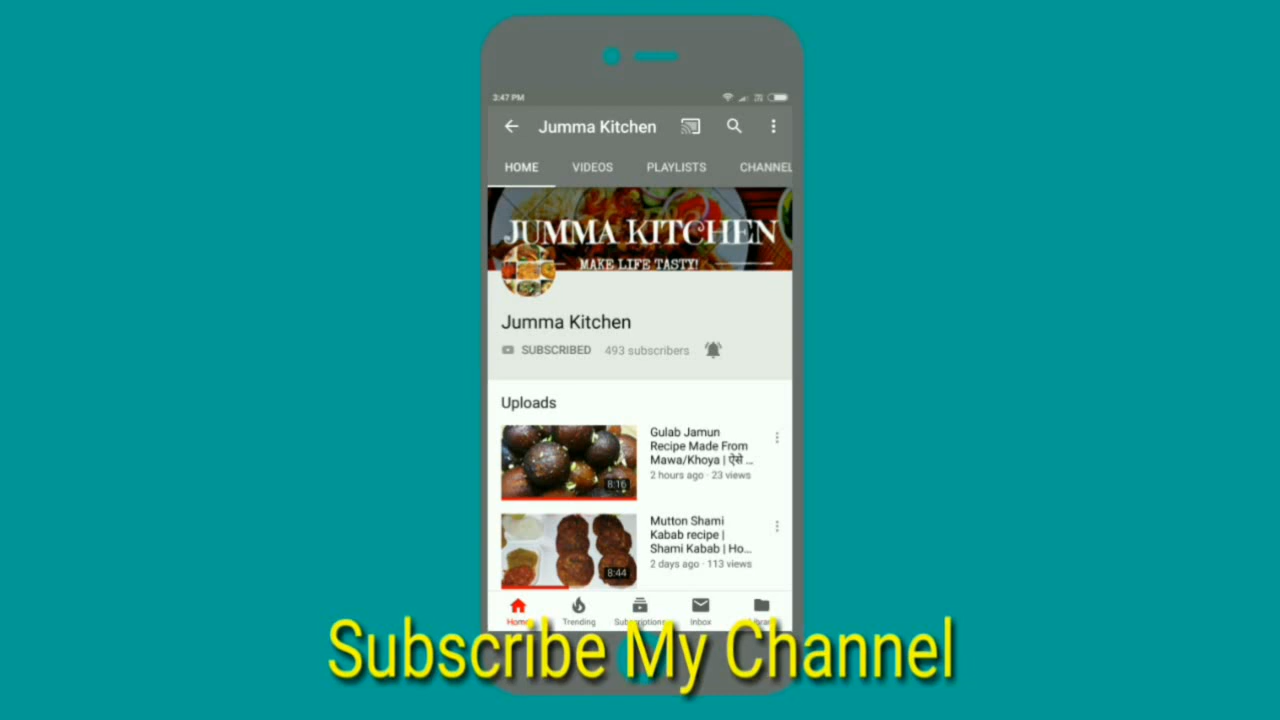 3:47 PM
Jumma Kitchen
HOME VIDEOS PLAYLISTS CHANNEL
JUMMA KITCHEN
MAKE LIFE TASTY!
Jumma Kitchen
SUBSCRIBED 493 subscribers
Uploads
Gulab Jamun
Recipe Made From
Mawa/Khoya | ऐसे ...
2 hours ago · 23 views
8:16
Mutton Shami
Kabab recipe |
Shami Kabab | Ho...
2 days ago · 113 views
8:44
Trending Inbox
Subscribe My Channel